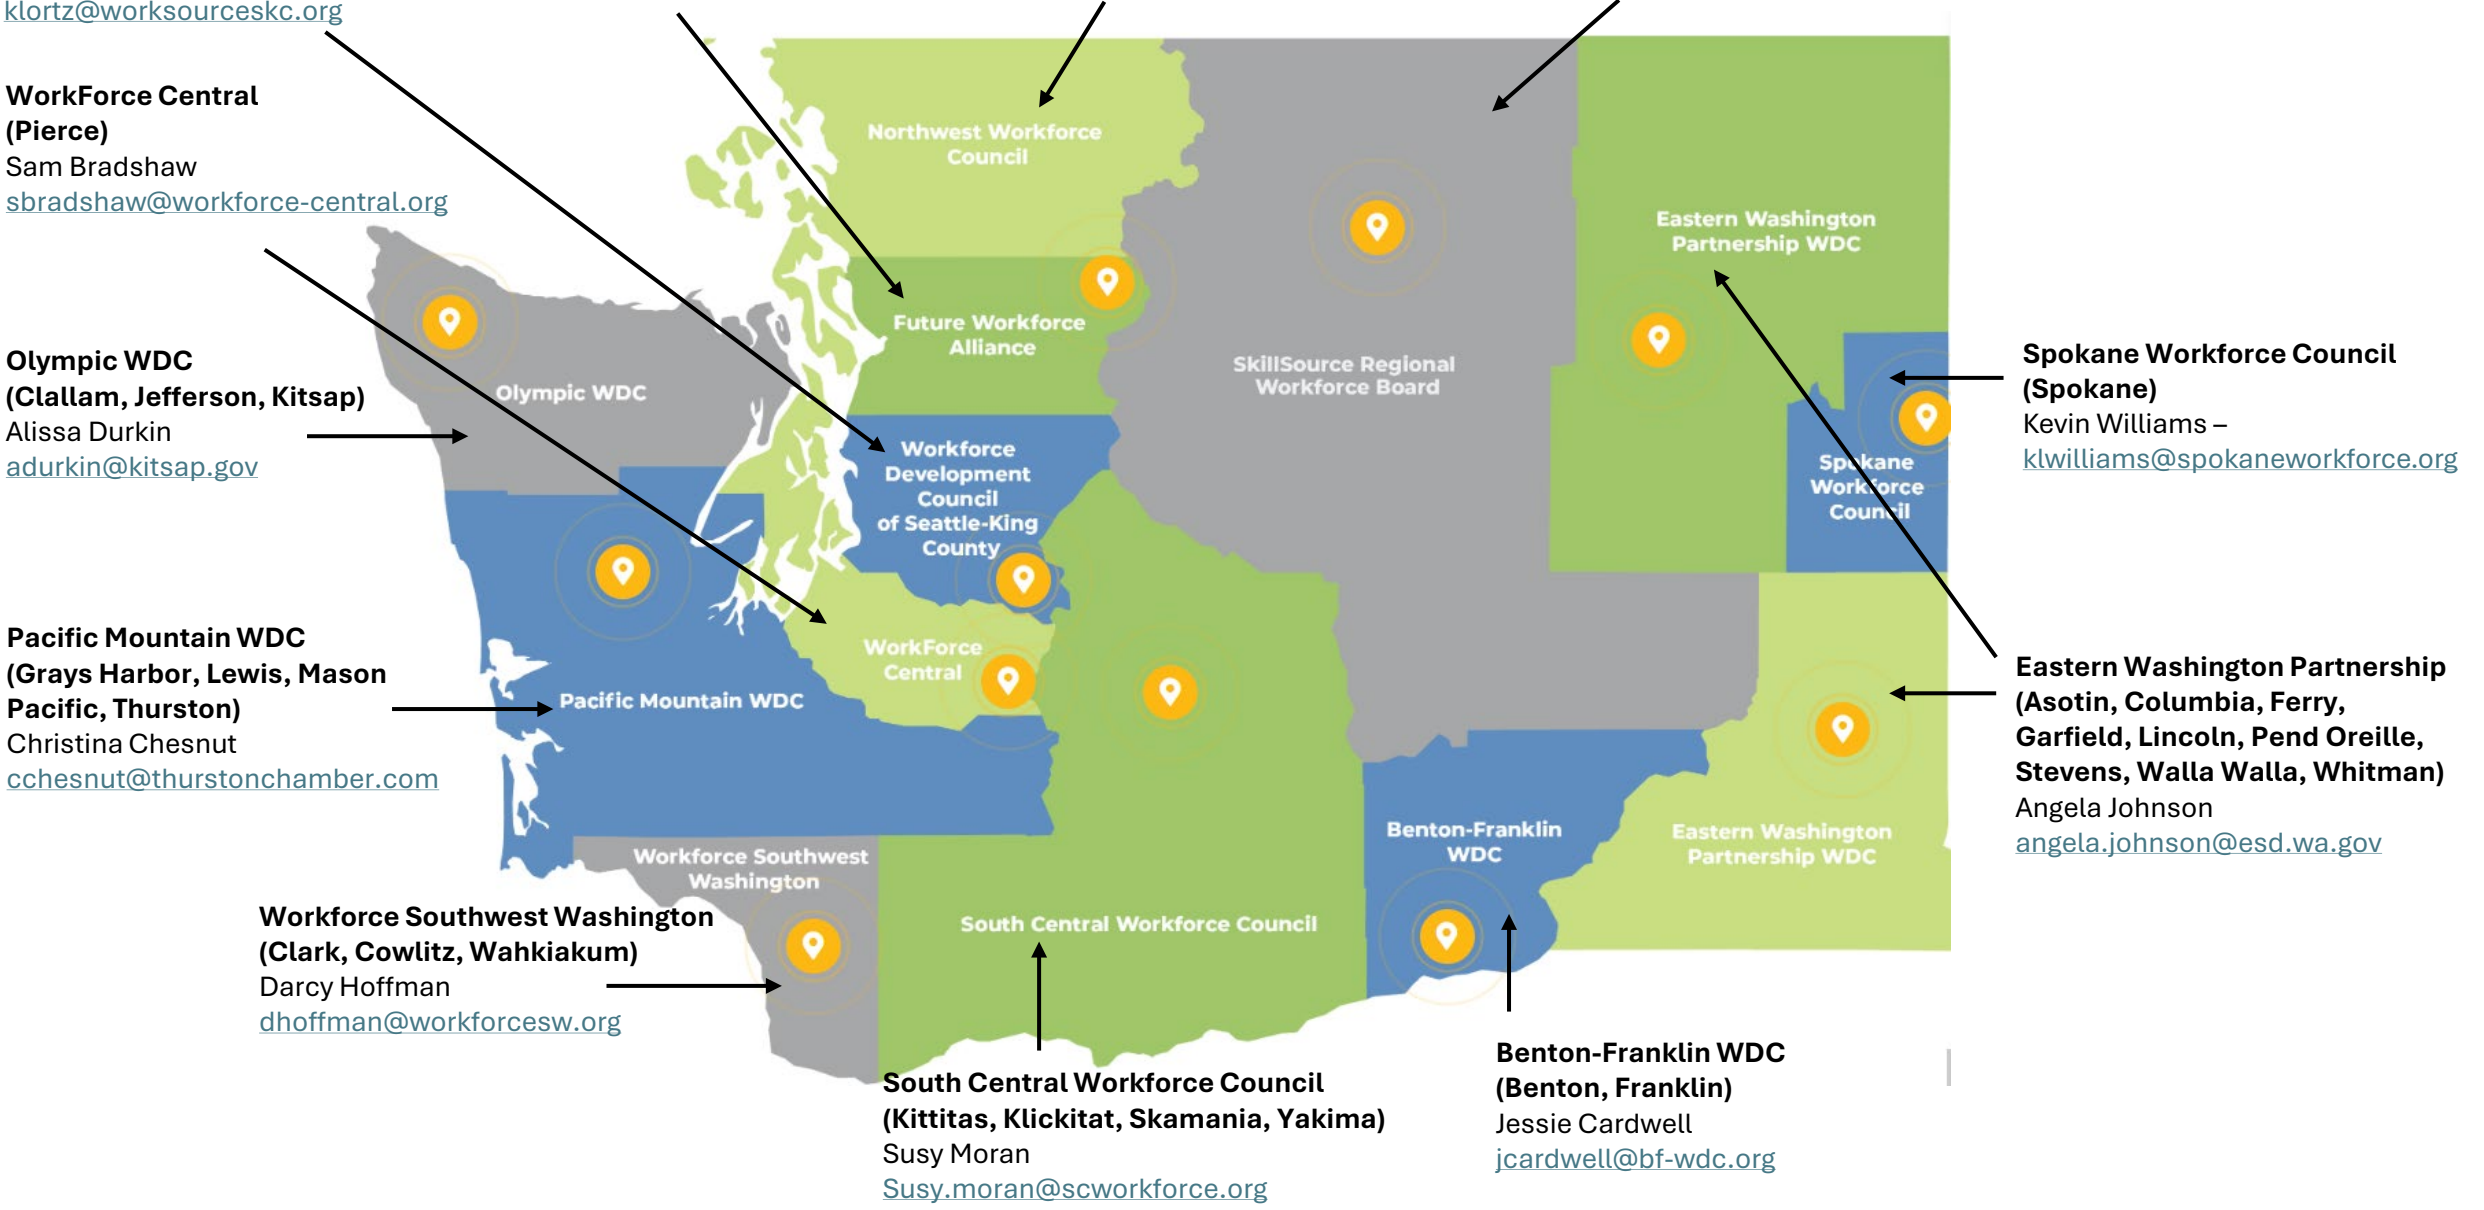 klortz@worksourceskc.org
WorkForce Central
(Pierce)
Sam Bradshaw
sbradshaw@workforce-central.org
Olympic WDC
(Clallam, Jefferson, Kitsap)
Alissa Durkin
adurkin@kitsap.gov
Pacific Mountain WDC
(Grays Harbor, Lewis, Mason
Pacific, Thurston)
Christina Chesnut
cchesnut@thurstonchamber.com
Workforce Southwest Washington
(Clark, Cowlitz, Wahkiakum)
Darcy Hoffman
dhoffman@workforcesw.org
South Central Workforce Council
(Kittitas, Klickitat, Skamania, Yakima)
Susy Moran
Susy.moran@scworkforce.org
Benton-Franklin WDC
(Benton, Franklin)
Jessie Cardwell
jcardwell@bf-wdc.org
Spokane Workforce Council
(Spokane)
Kevin Williams –
klwilliams@spokaneworkforce.org
Eastern Washington Partnership
(Asotin, Columbia, Ferry,
Garfield, Lincoln, Pend Oreille,
Stevens, Walla Walla, Whitman)
Angela Johnson
angela.johnson@esd.wa.gov
Northwest Workforce
Council
Future Workforce
Alliance
Olympic WDC
Workforce
Development
Council
of Seattle-King
County
WorkForce
Central
Pacific Mountain WDC
Workforce Southwest
Washington
South Central Workforce Council
SkillSource Regional
Workforce Board
Eastern Washington
Partnership WDC
Spokane
Workforce
Council
Benton-Franklin
WDC
Eastern Washington
Partnership WDC